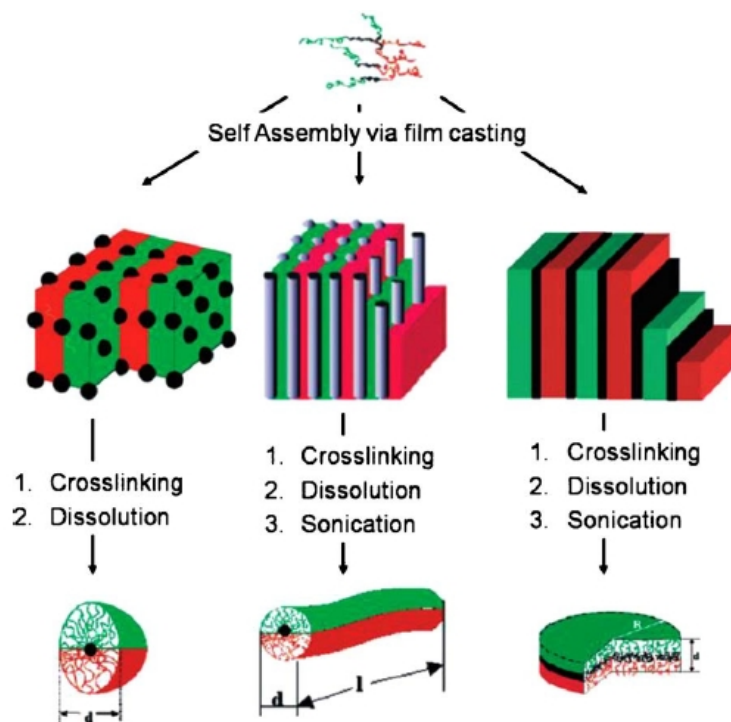 Self Assembly via film casting
1. Crosslinking
2. Dissolution
1. Crosslinking
2. Dissolution
3. Sonication
1. Crosslinking
2. Dissolution
3. Sonication
d
d
l
R
d